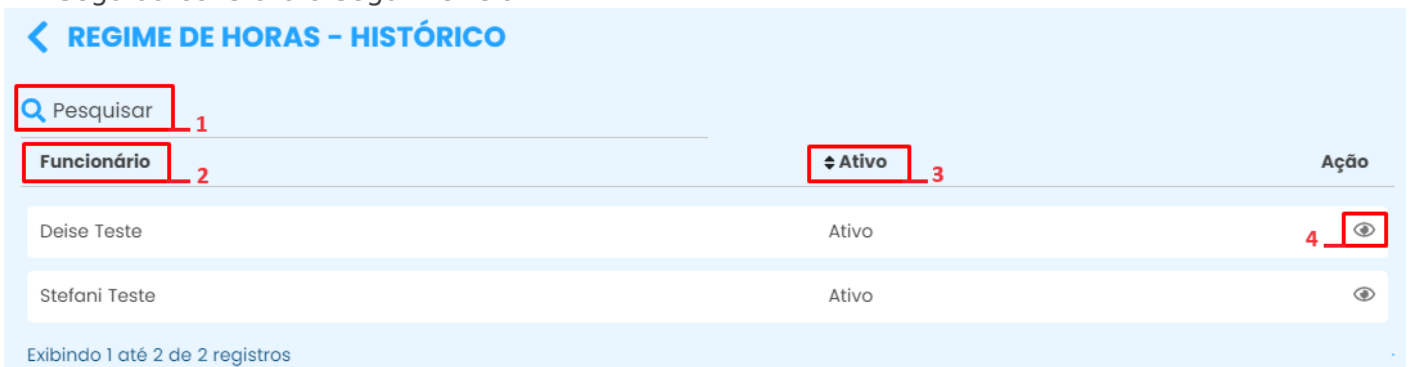 REGIME DE HORAS - HISTÓRICO
Pesquisar
1
Funcionário
2
Ativo
3
Ação
Deise Teste
Ativo
4
Stefani Teste
Ativo
Exibindo 1 até 2 de 2 registros